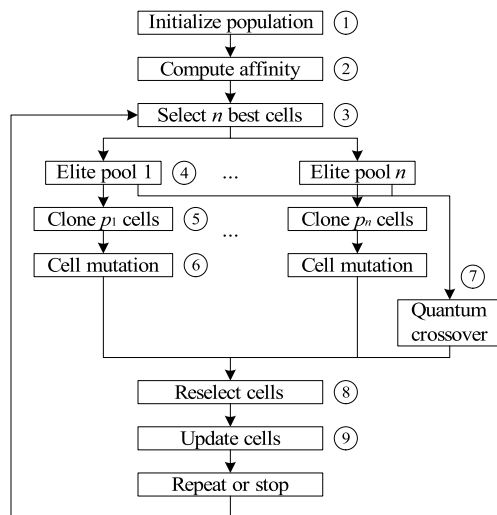 Initialize population ①
Compute affinity ②
Select n best cells ③
Elite pool 1 ④ ... Elite pool n
Clone p₁ cells ⑤ ... Clone pₙ cells
Cell mutation ⑥ Cell mutation
⑦
Quantum
crossover
Reselect cells ⑧
Update cells ⑨
Repeat or stop